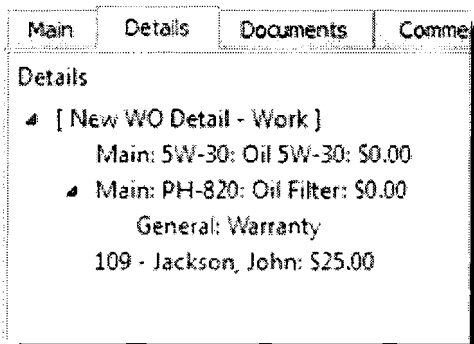 Main Details Documents Comme
Details
[ New WO Detail - Work ]
Main: 5W-30: Oil 5W-30: $0.00
Main: PH-820: Oil Filter: $0.00
General: Warranty
109 - Jackson, John: $25.00